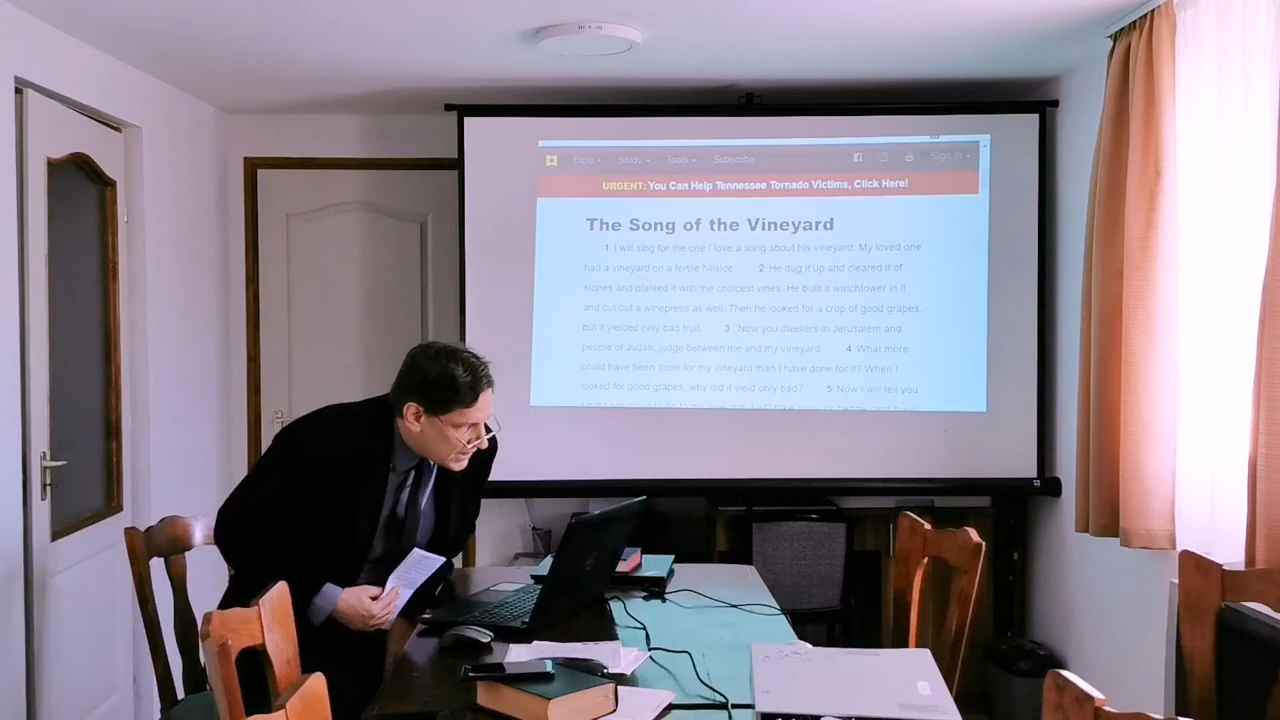 Bible Study Tools Subscribe Sign In
URGENT: You Can Help Tennessee Tornado Victims, Click Here!
The Song of the Vineyard
1 I will sing for the one I love a song about his vineyard: My loved one
had a vineyard on a fertile hillside. 2 He dug it up and cleared it of
stones and planted it with the choicest vines. He built a watchtower in it
and cut out a winepress as well. Then he looked for a crop of good grapes,
but it yielded only bad fruit. 3 "Now you dwellers in Jerusalem and
people of Judah, judge between me and my vineyard. 4 What more
could have been done for my vineyard than I have done for it? When I
looked for good grapes, why did it yield only bad? 5 Now I will tell you